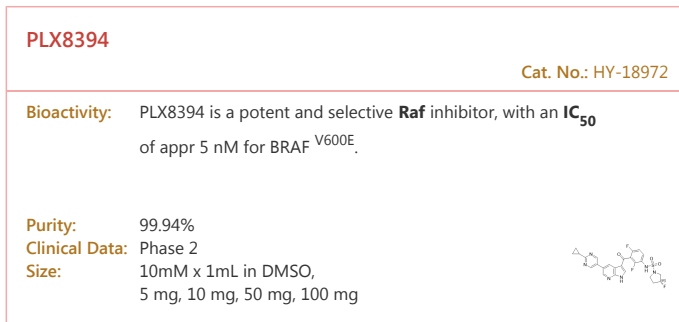 PLX8394
Cat. No.: HY-18972
Bioactivity: PLX8394 is a potent and selective Raf inhibitor, with an IC50
of appr 5 nM for BRAF V600E.
Purity: 99.94%
Clinical Data: Phase 2
Size: 10mM x 1mL in DMSO,
5 mg, 10 mg, 50 mg, 100 mg